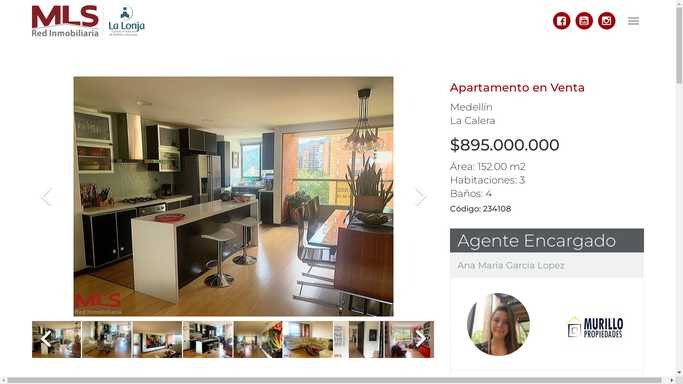 MLS
Red Inmobiliaria
La Lonja
Apartamento en Venta
Medellín
La Calera
$895.000.000
Área: 152.00 m2
Habitaciones: 3
Baños: 4
Código: 234108
Agente Encargado
Ana Maria Garcia Lopez
MURILLO
PROPIEDADES
MLS
Red Inmobiliaria